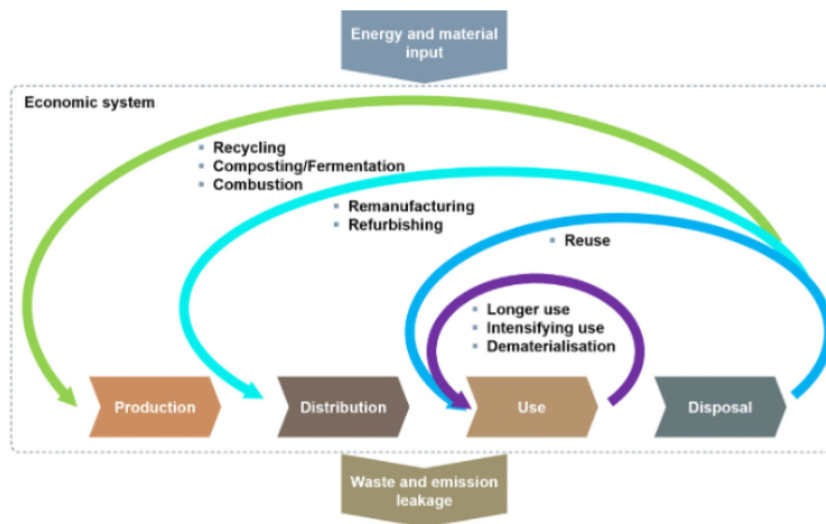 Energy and material
input
Economic system
Recycling
Composting/Fermentation
Combustion
Remanufacturing
Refurbishing
Reuse
Longer use
Intensifying use
Dematerialisation
Production
Distribution
Use
Disposal
Waste and emission
leakage